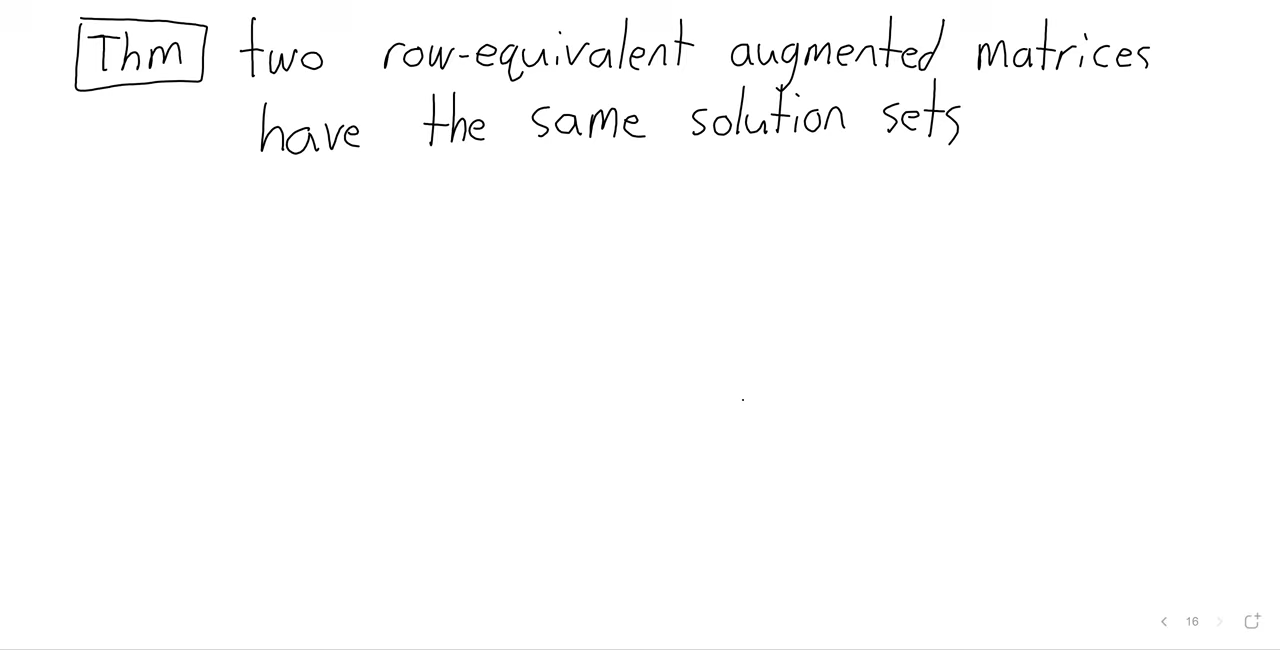 Thm two row-equivalent augmented matrices
have the same solution sets
16